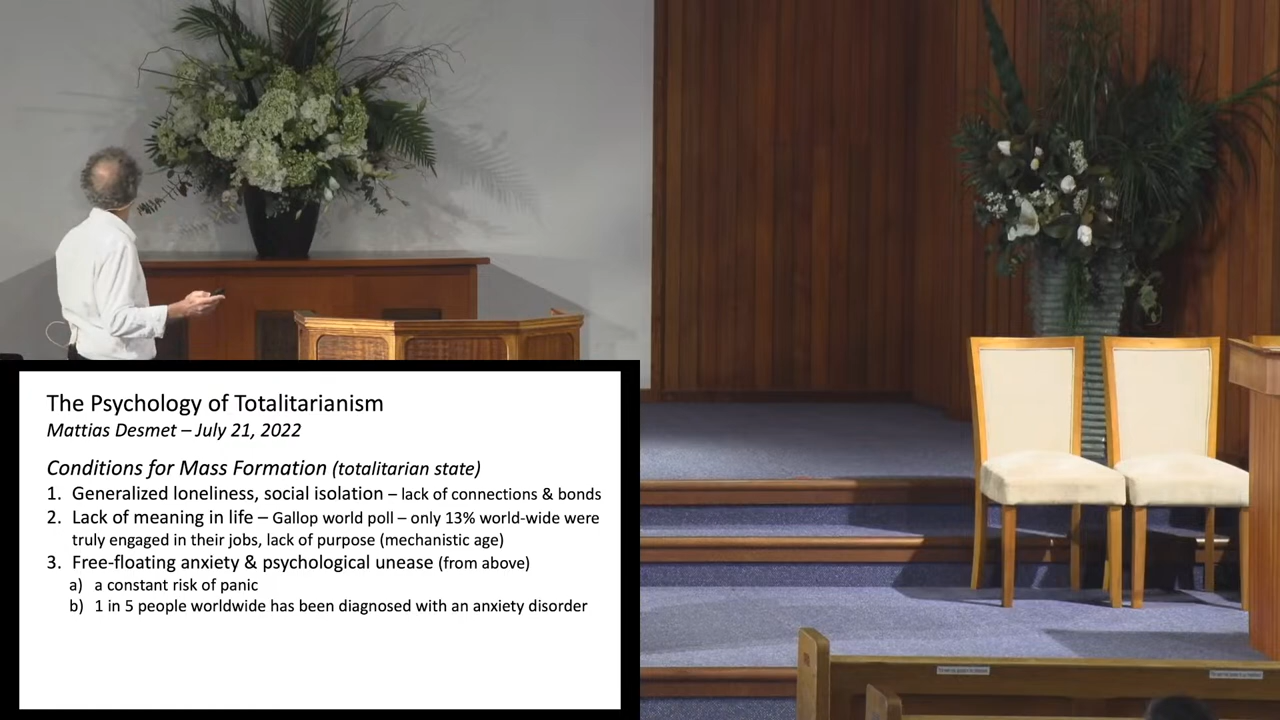 The Psychology of Totalitarianism
Mattias Desmet – July 21, 2022
Conditions for Mass Formation (totalitarian state)
1. Generalized loneliness, social isolation – lack of connections & bonds
2. Lack of meaning in life – Gallop world poll – only 13% world-wide were
truly engaged in their jobs, lack of purpose (mechanistic age)
3. Free-floating anxiety & psychological unease (from above)
a) a constant risk of panic
b) 1 in 5 people worldwide has been diagnosed with an anxiety disorder